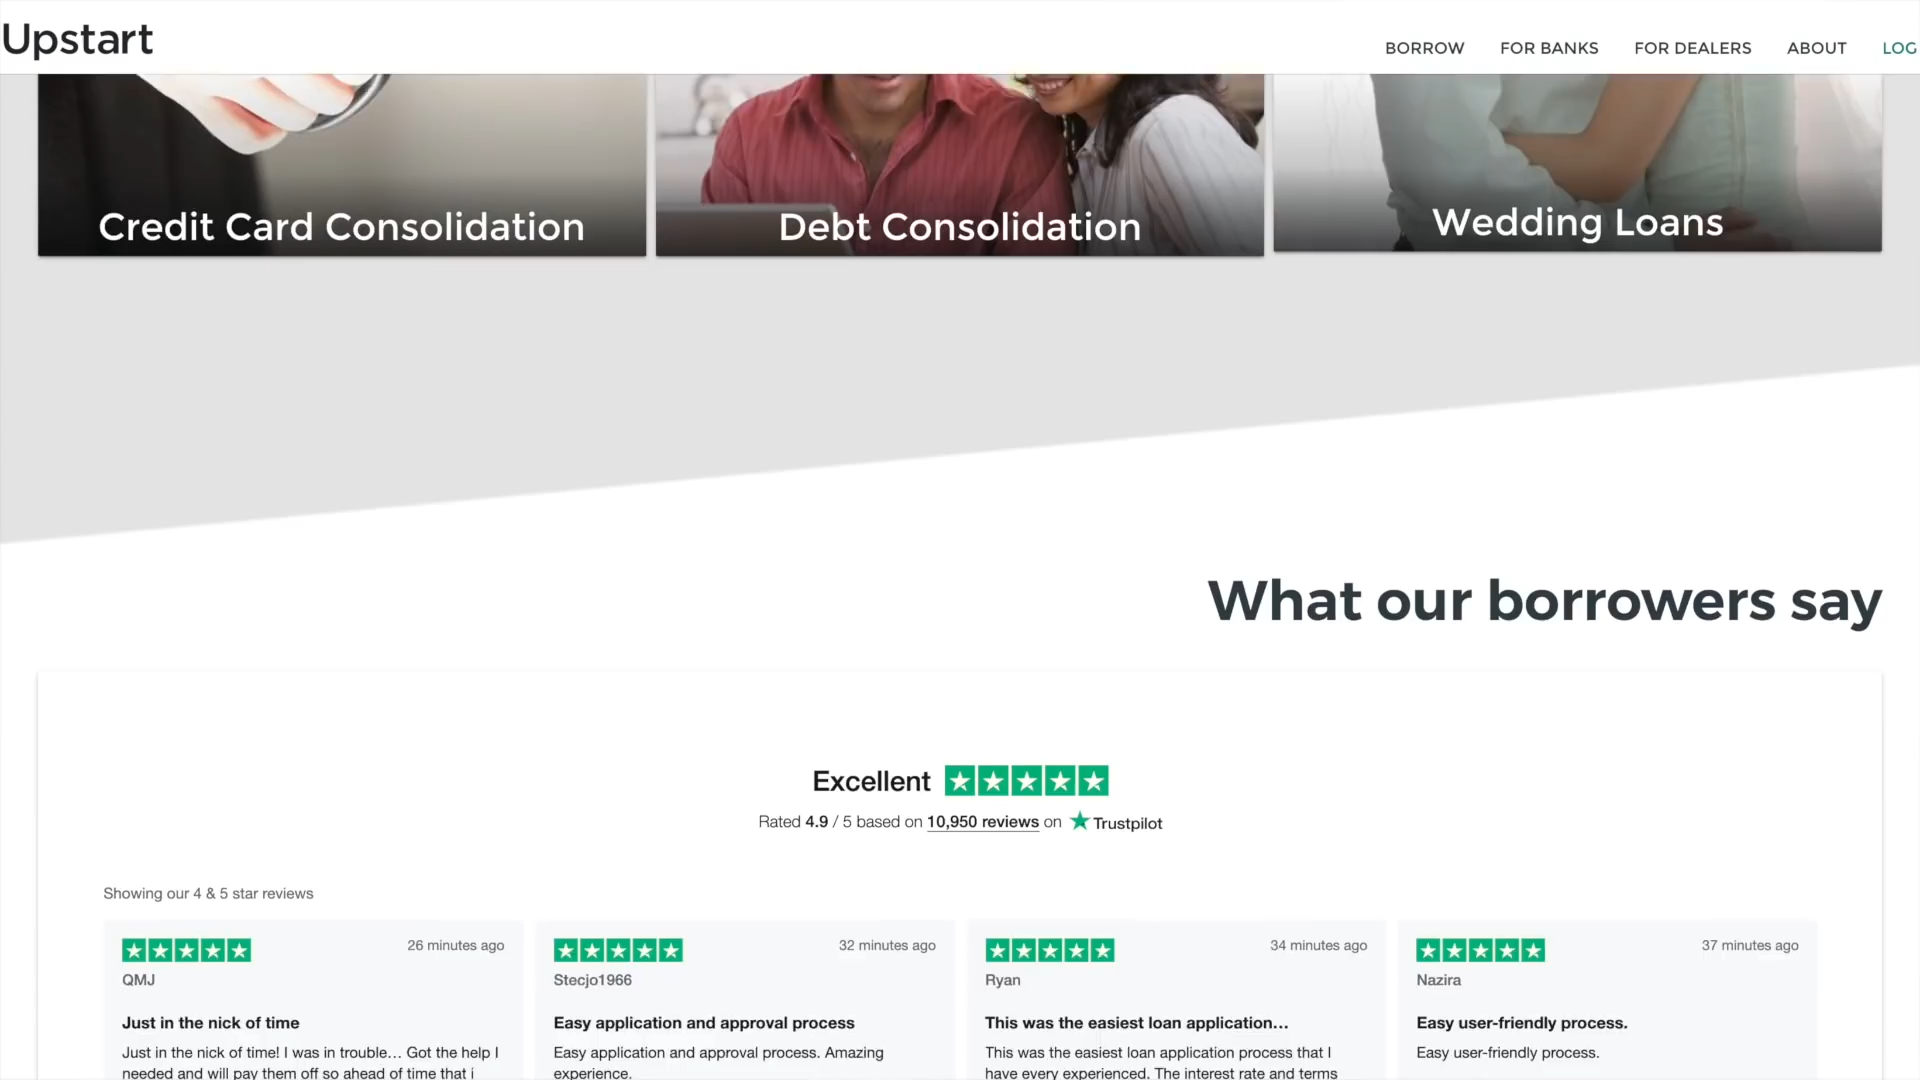 Upstart
BORROW FOR BANKS FOR DEALERS ABOUT LOG
Credit Card Consolidation
Debt Consolidation
Wedding Loans
What our borrowers say
Excellent
Rated 4.9 / 5 based on 10,950 reviews on Trustpilot
Showing our 4 & 5 star reviews
26 minutes ago
QMJ
Just in the nick of time
Just in the nick of time! I was in trouble… Got the help I
needed and will pay them off so ahead of time that i
32 minutes ago
Stecjo1966
Easy application and approval process
Easy application and approval process. Amazing
experience.
34 minutes ago
Ryan
This was the easiest loan application…
This was the easiest loan application process that I
have every experienced. The interest rate and terms
37 minutes ago
Nazira
Easy user-friendly process.
Easy user-friendly process.